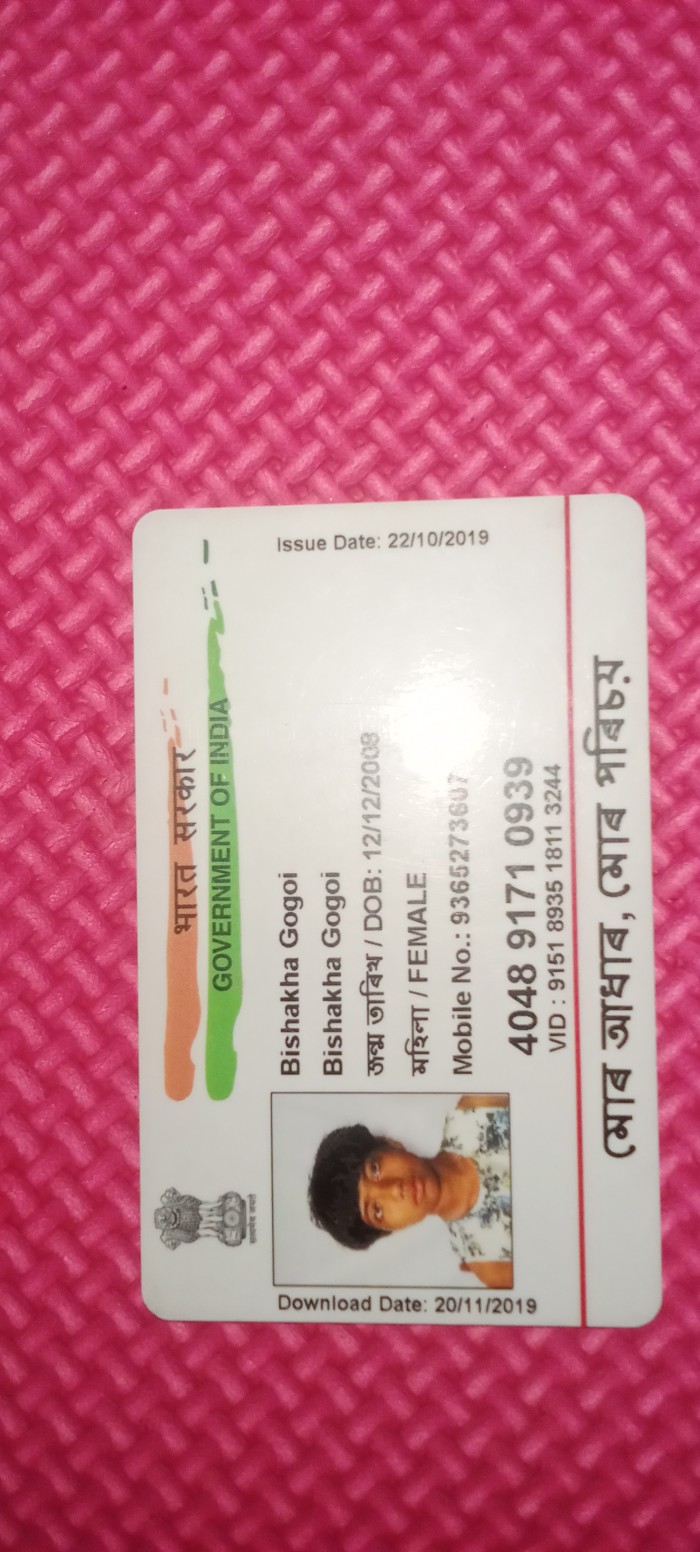 भारत सरकार
GOVERNMENT OF INDIA
Issue Date: 22/10/2019
Download Date: 20/11/2019
Bishakha Gogoi
Bishakha Gogoi
জন্ম তাৰিখ / DOB: 12/12/2008
মহিলা / FEMALE
Mobile No.:
4048 9171 0939
VID : 9151 8935 1811 3244
মোৰ আধাৰ, মোৰ পৰিচয়